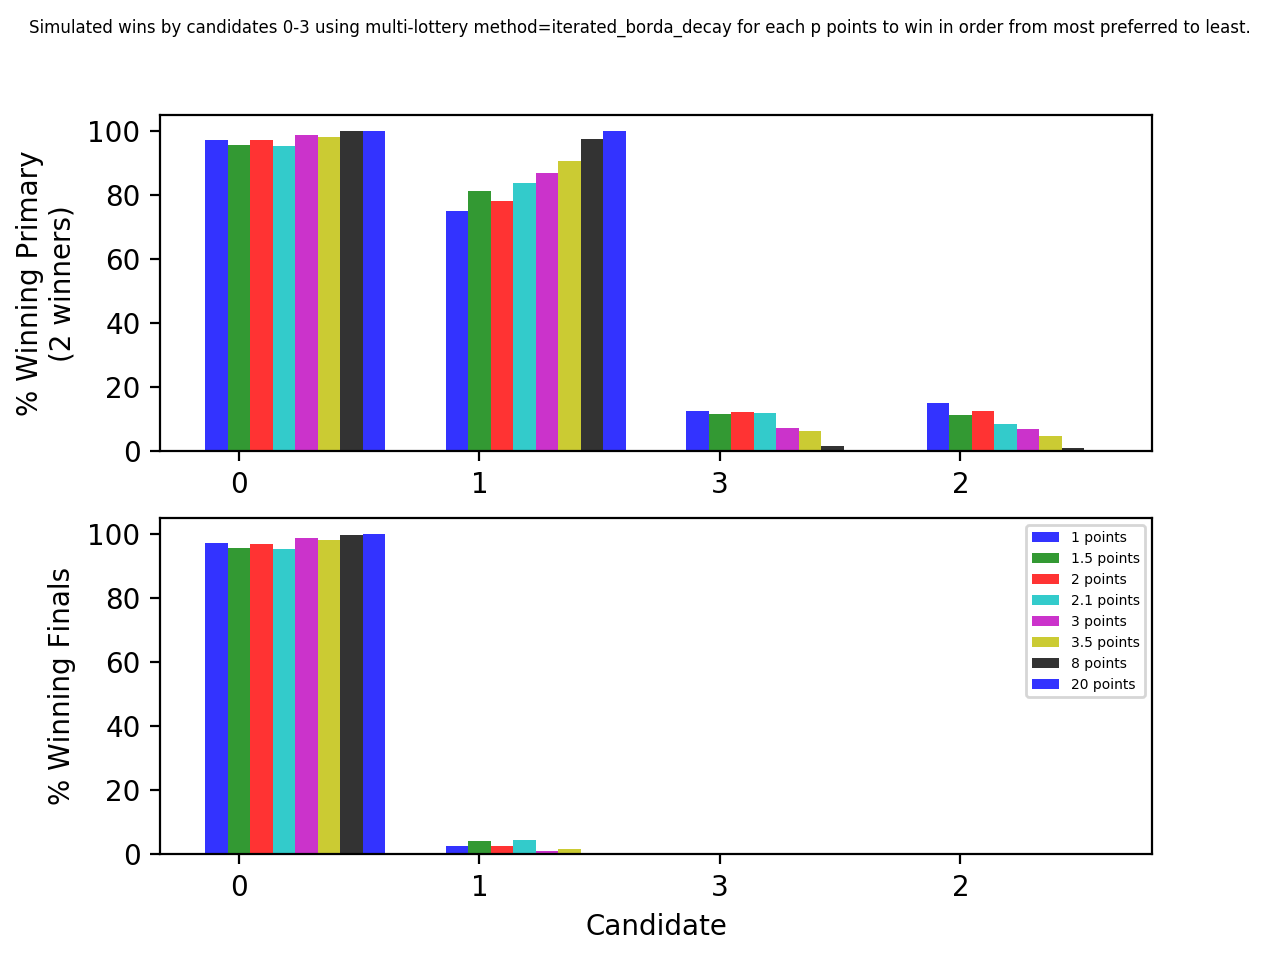 Simulated wins by candidates 0-3 using multi-lottery method=iterated_borda_decay for each p points to win in order from most preferred to least.
% Winning Primary
(2 winners)
100
80
60
40
20
0
0 1 3 2
% Winning Finals
100
80
60
40
20
0
1 points
1.5 points
2 points
2.1 points
3 points
3.5 points
8 points
20 points
0 1 3 2
Candidate